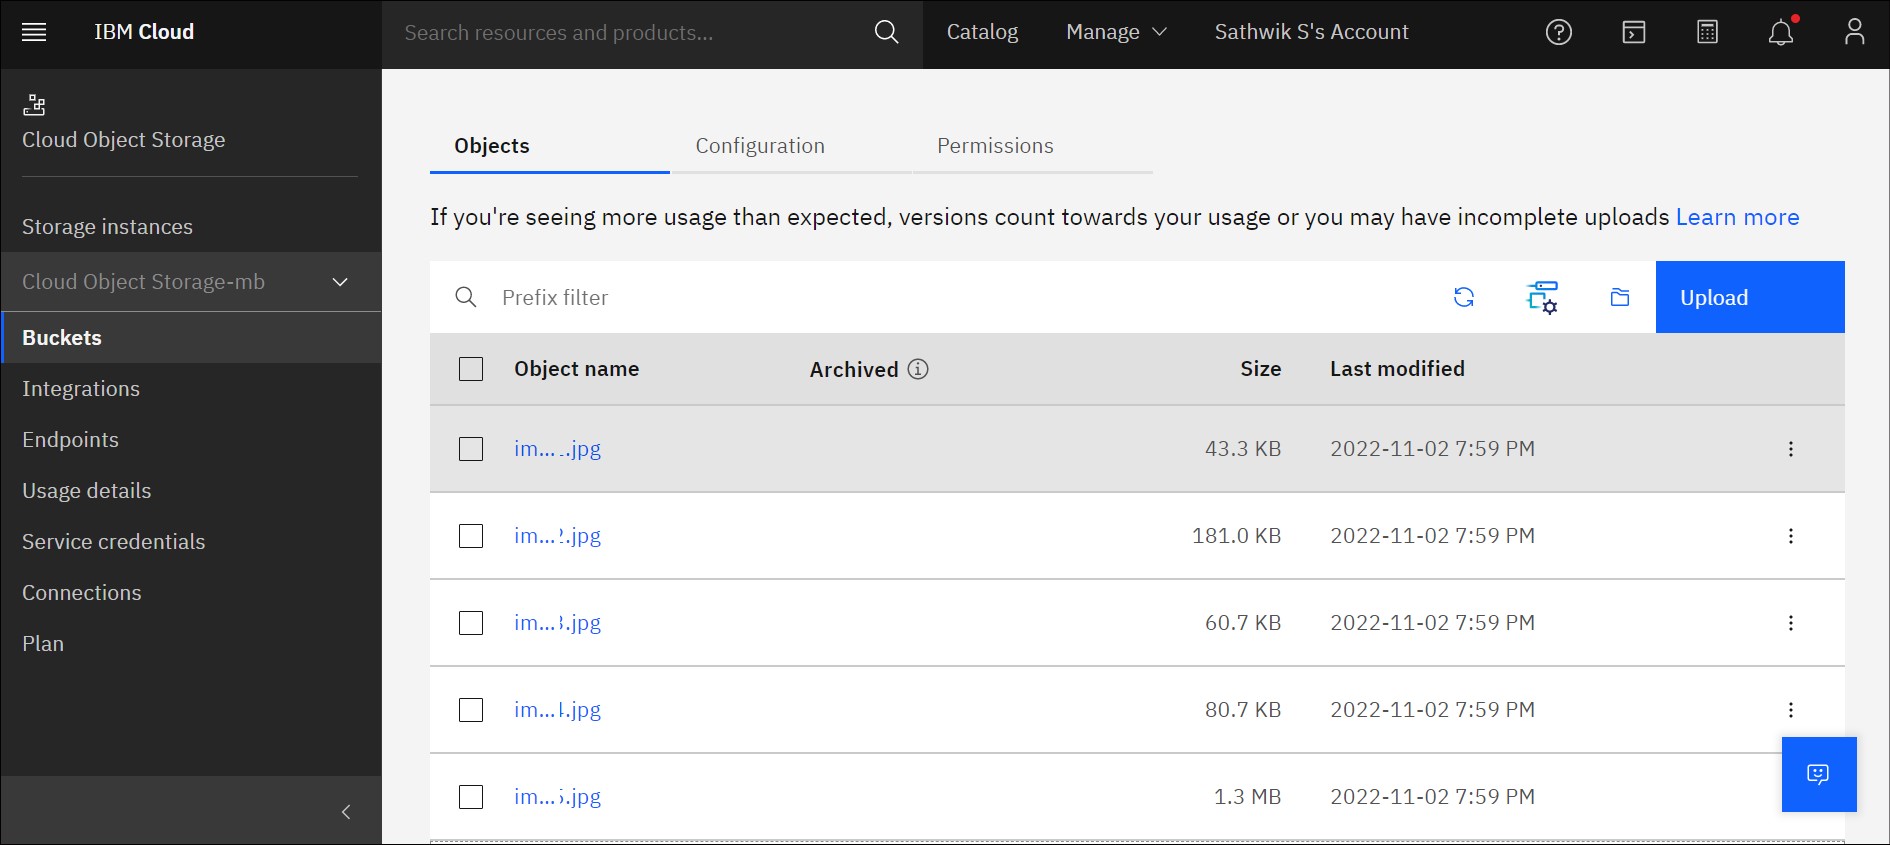 IBM Cloud
Search resources and products...
Catalog
Manage
Sathwik S's Account
Cloud Object Storage
Storage instances
Cloud Object Storage-mb
Buckets
Integrations
Endpoints
Usage details
Service credentials
Connections
Plan
Objects
Configuration
Permissions
If you're seeing more usage than expected, versions count towards your usage or you may have incomplete uploads Learn more
Prefix filter
Upload
Object name Archived Size Last modified
im... .jpg 43.3 KB 2022-11-02 7:59 PM
im...2.jpg 181.0 KB 2022-11-02 7:59 PM
im...3.jpg 60.7 KB 2022-11-02 7:59 PM
im...4.jpg 80.7 KB 2022-11-02 7:59 PM
im...5.jpg 1.3 MB 2022-11-02 7:59 PM